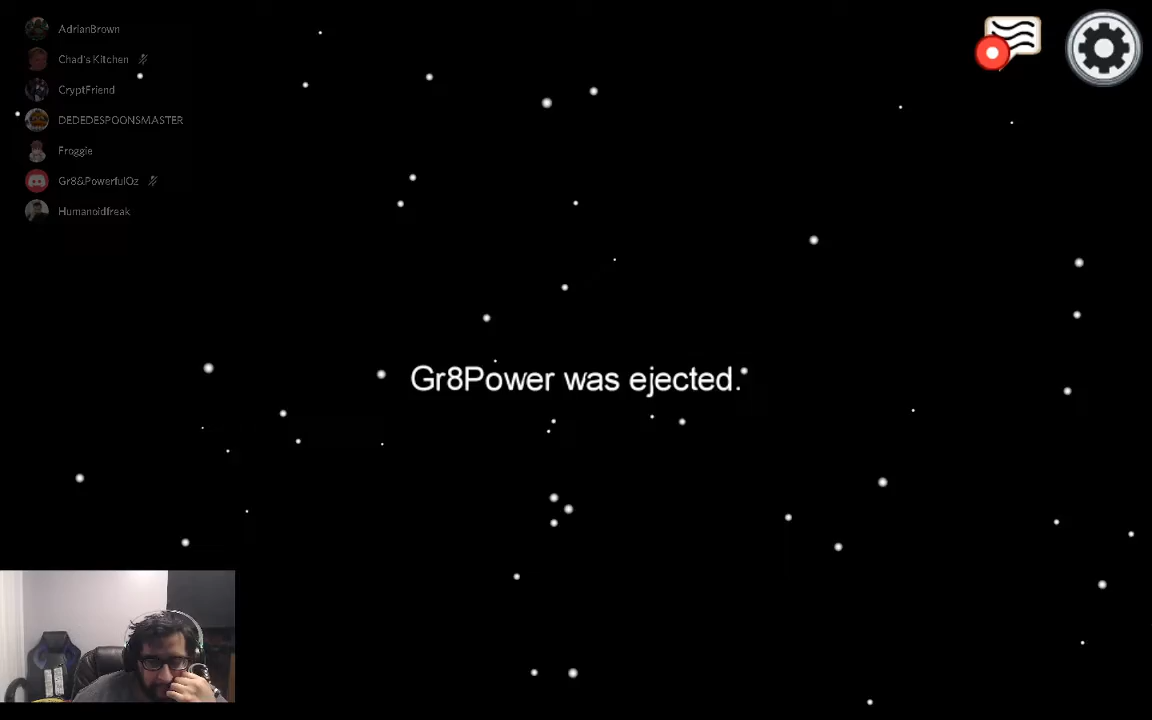 AdrianBrown
Chad's Kitchen
CryptFriend
DEDEDESPOONSMASTER
Froggie
Gr8&PowerfulOz
Humanoidfreak
Gr8Power was ejected.